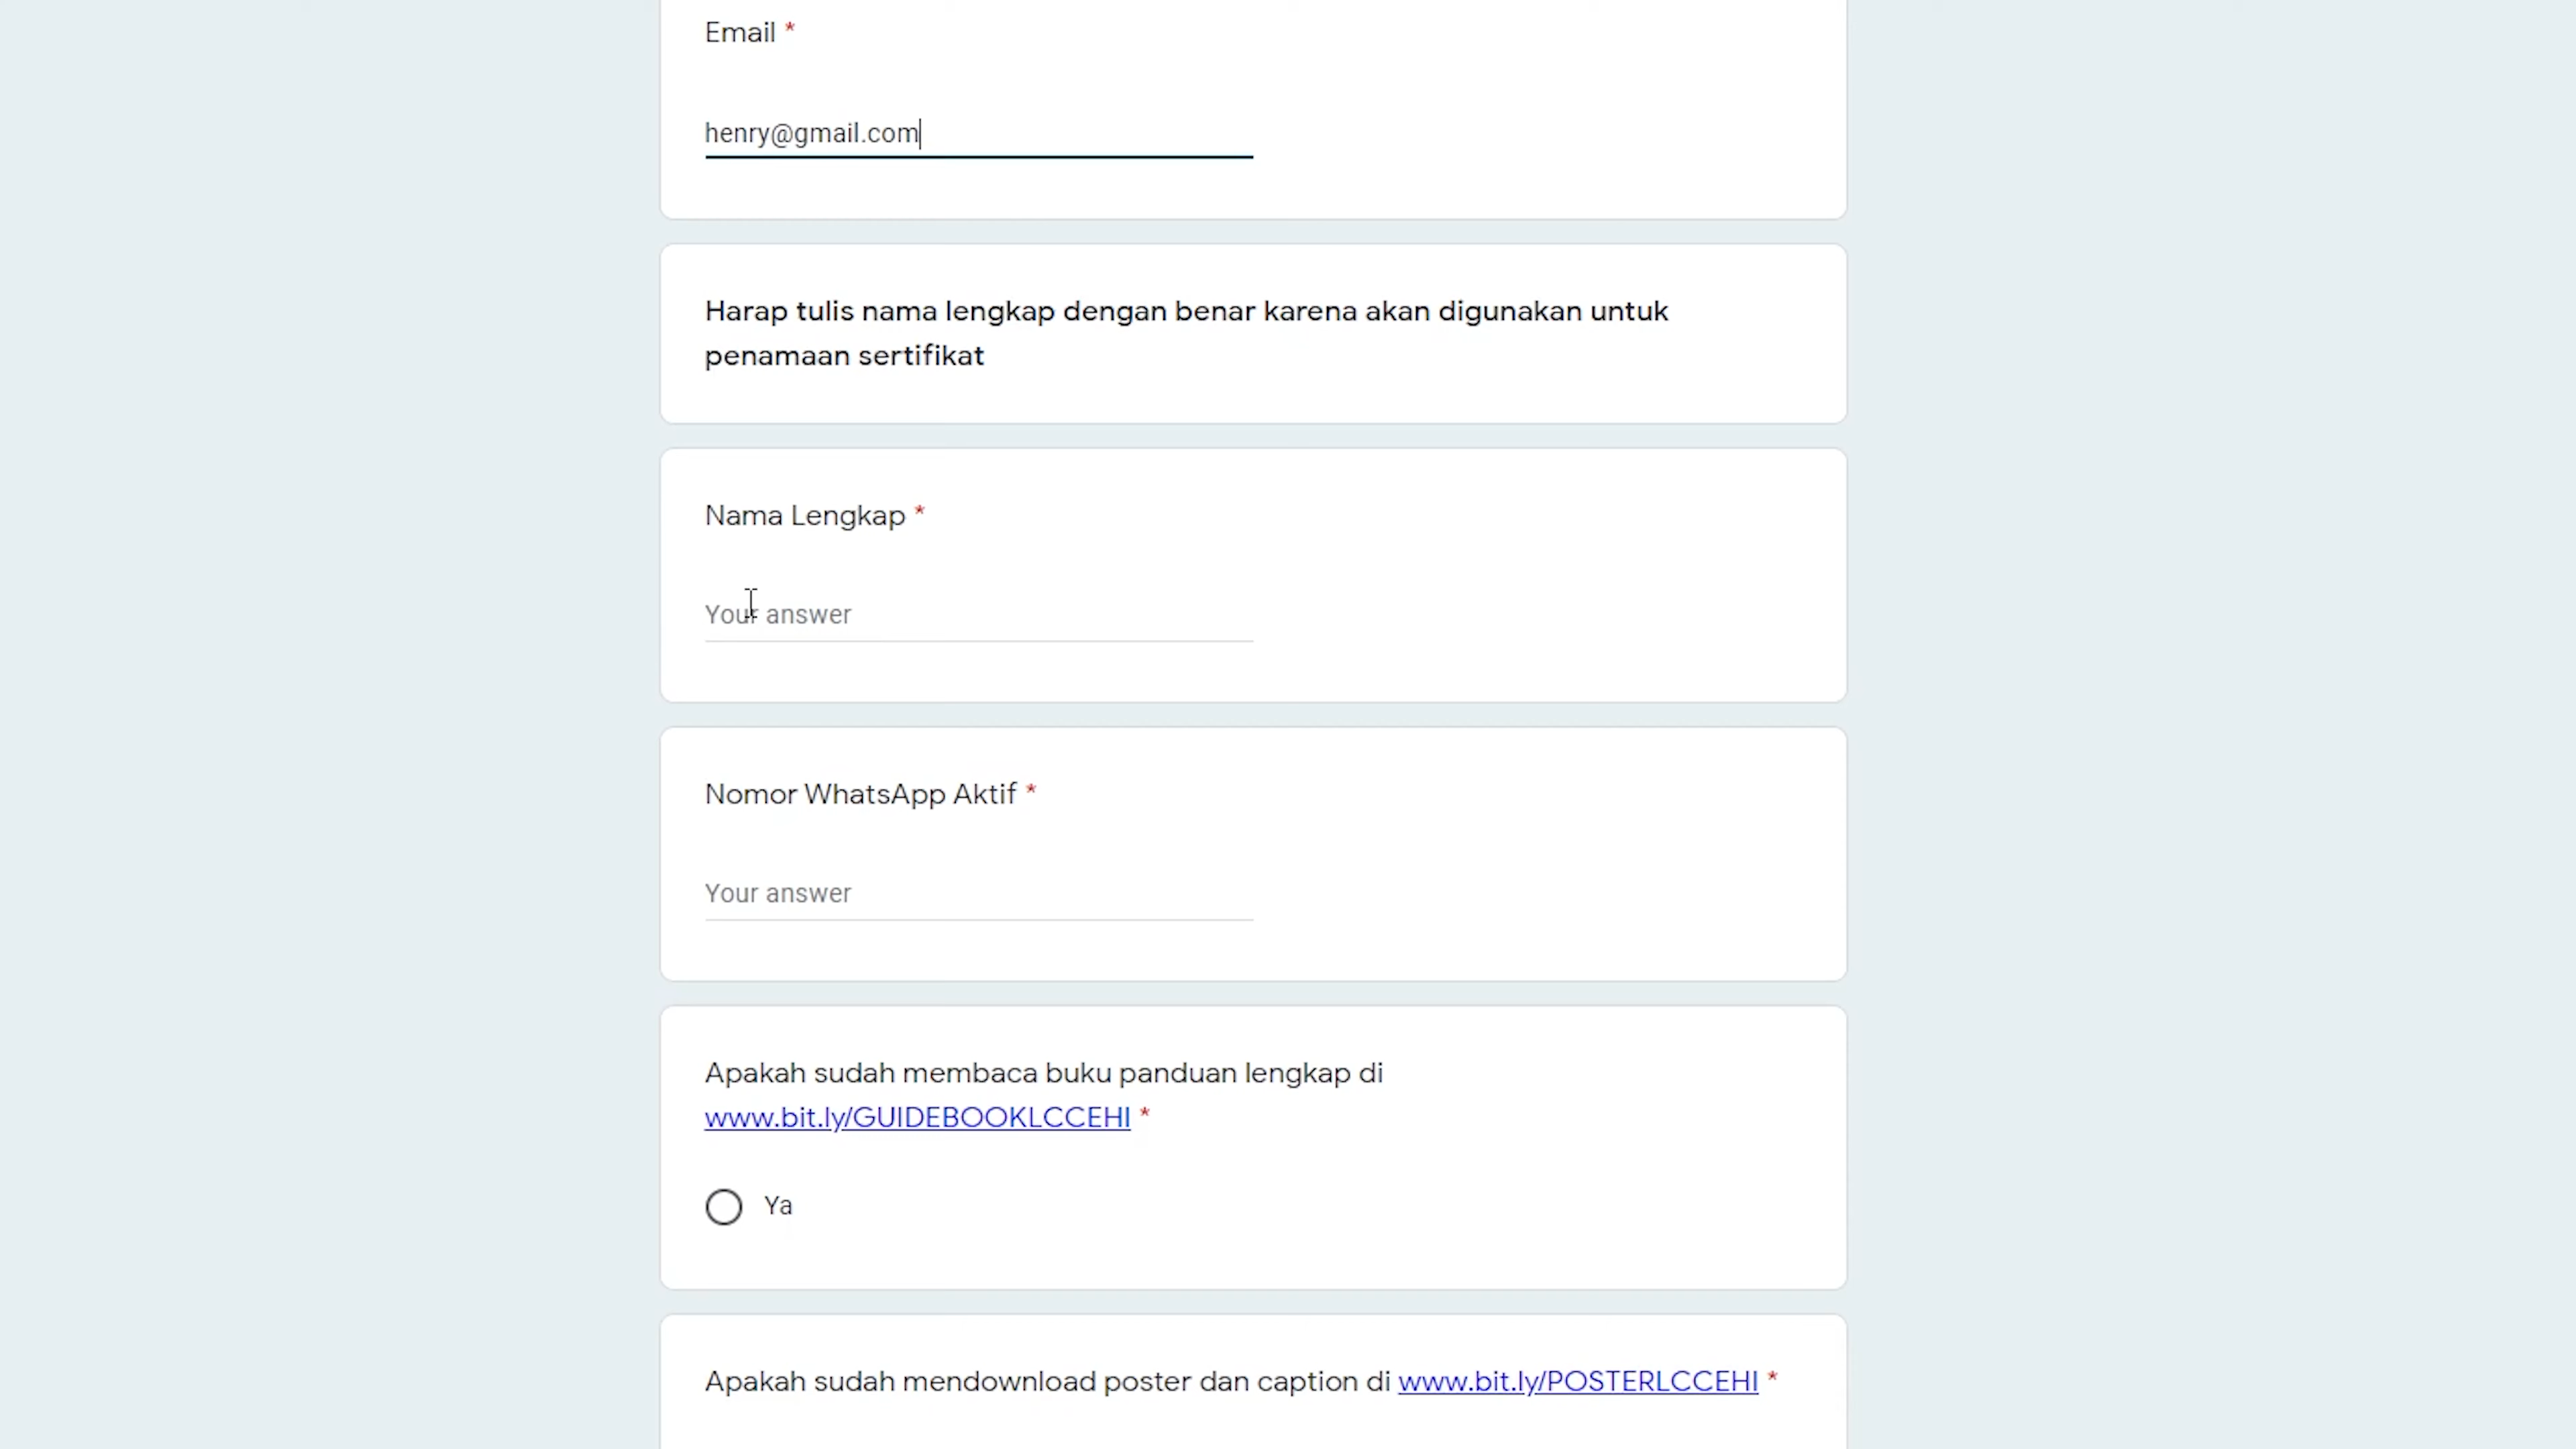 Email *
henry@gmail.com
Harap tulis nama lengkap dengan benar karena akan digunakan untuk
penamaan sertifikat
Nama Lengkap *
Your answer
Nomor WhatsApp Aktif *
Your answer
Apakah sudah membaca buku panduan lengkap di
www.bit.ly/GUIDEBOOKLCCEHI *
Ya
Apakah sudah mendownload poster dan caption di www.bit.ly/POSTERLCCEHI *